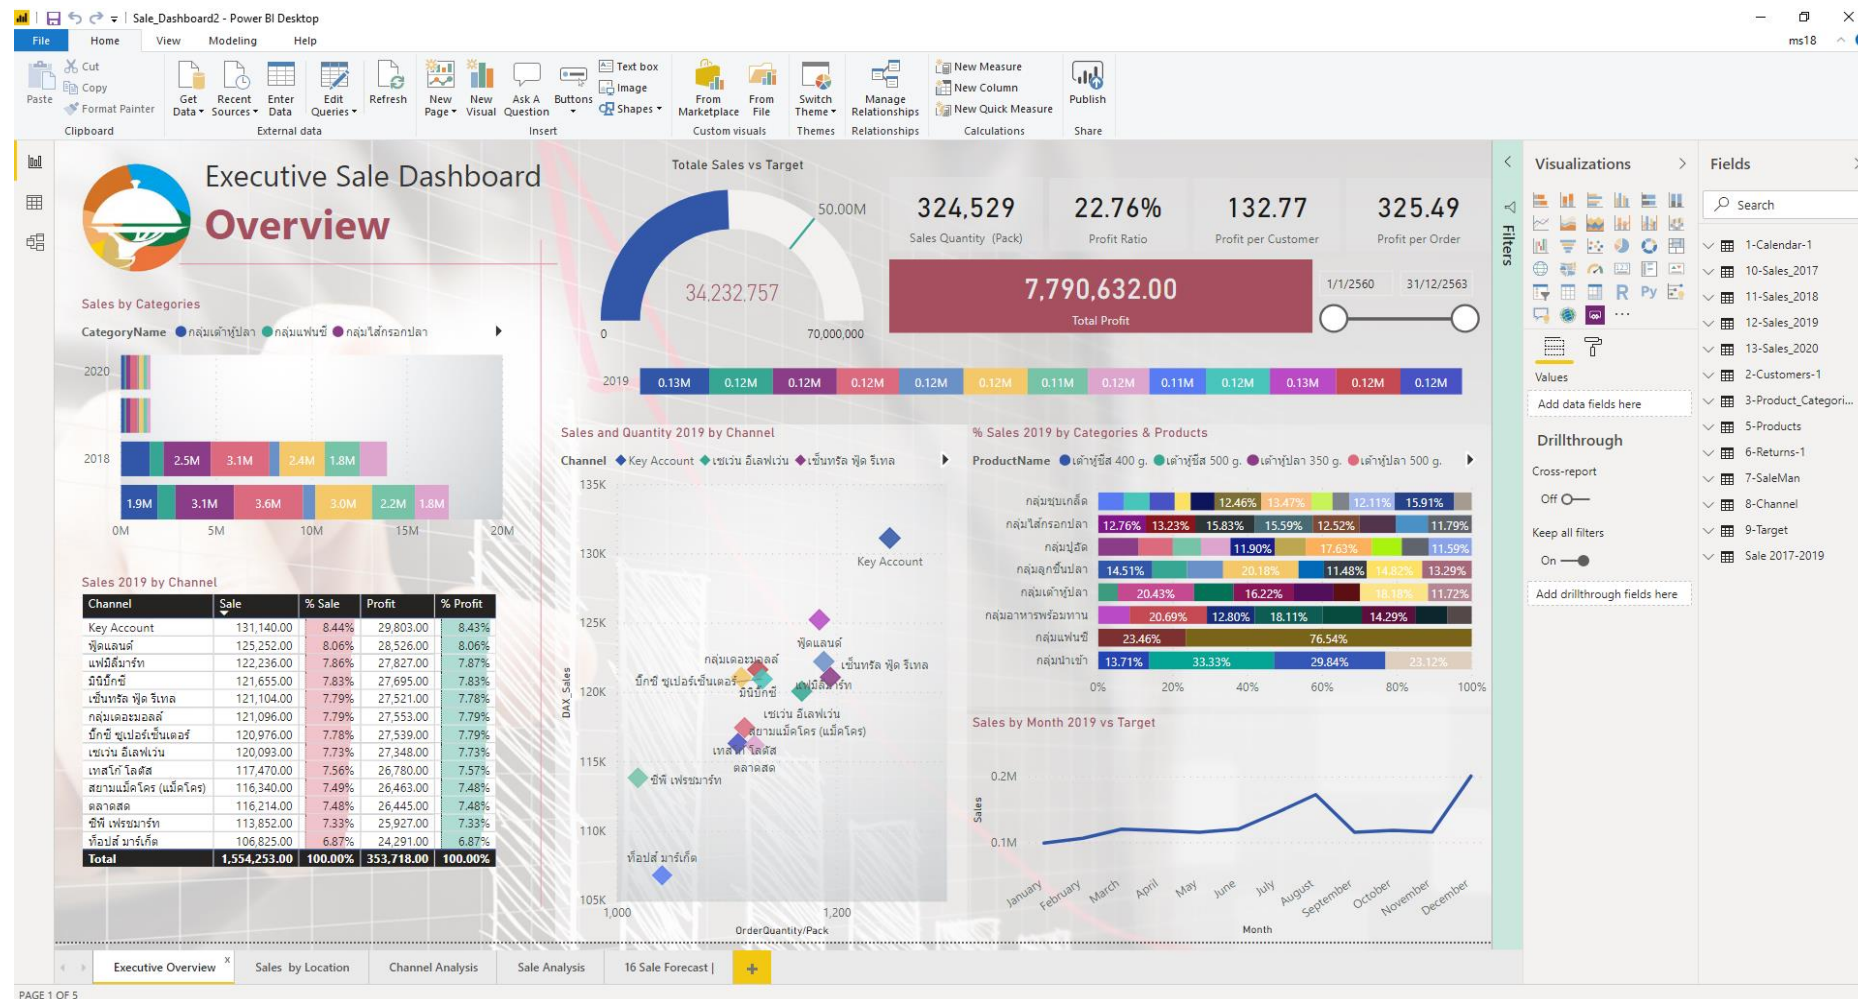 Sale_Dashboard2 - Power BI Desktop
File Home View Modeling Help
ms18
Paste
Cut
Copy
Format Painter
Clipboard
Get Data
Recent Sources
Enter Data
Edit Queries
Refresh
External data
New Page
New Visual
Ask A Question
Buttons
Text box
Image
Shapes
Insert
From Marketplace
From File
Custom visuals
Switch Theme
Themes
Manage Relationships
Relationships
New Measure
New Column
New Quick Measure
Calculations
Publish
Share
Executive Sale Dashboard
Overview
Totale Sales vs Target
50.00M
34,232,757
0
70,000,000
324,529
Sales Quantity (Pack)
22.76%
Profit Ratio
132.77
Profit per Customer
325.49
Profit per Order
7,790,632.00
Total Profit
1/1/2560 31/12/2563
Sales by Categories
CategoryName กลุ่มเต้าหู้ปลา กลุ่มแฟนซี กลุ่มไส้กรอกปลา
2020
2018 2.5M 3.1M 2.4M 1.8M
1.9M 3.1M 3.6M 3.0M 2.2M 1.8M
0M 5M 10M 15M 20M
2019 0.13M 0.12M 0.12M 0.12M 0.12M 0.12M 0.11M 0.12M 0.11M 0.12M 0.13M 0.12M 0.12M
Sales 2019 by Channel
Channel Sale % Sale Profit % Profit
Key Account 131,140.00 8.44% 29,803.00 8.43%
ฟู้ดแลนด์ 125,252.00 8.06% 28,526.00 8.06%
แฟมิลี่มาร์ท 122,236.00 7.86% 27,827.00 7.87%
มินิบิ๊กซี 121,655.00 7.83% 27,695.00 7.83%
เซ็นทรัล ฟู้ด รีเทล 121,104.00 7.79% 27,521.00 7.78%
กลุ่มเดอะมอลล์ 121,096.00 7.79% 27,553.00 7.79%
บิ๊กซี ซูเปอร์เซ็นเตอร์ 120,976.00 7.78% 27,539.00 7.79%
เซเว่น อีเลฟเว่น 120,093.00 7.73% 27,348.00 7.73%
เทสโก้ โลตัส 117,470.00 7.56% 26,780.00 7.57%
สยามแม็คโคร (แม็คโคร) 116,340.00 7.49% 26,463.00 7.48%
ตลาดสด 116,214.00 7.48% 26,445.00 7.48%
ซีพี เฟรชมาร์ท 113,852.00 7.33% 25,927.00 7.33%
ท็อปส์ มาร์เก็ต 106,825.00 6.87% 24,291.00 6.87%
Total 1,554,253.00 100.00% 353,718.00 100.00%
Sales and Quantity 2019 by Channel
Channel Key Account เซเว่น อีเลฟเว่น เซ็นทรัล ฟู้ด รีเทล
135K
130K
125K
120K
115K
110K
105K
DAX_Sales
Key Account
ฟู้ดแลนด์
กลุ่มเดอะมอลล์
เซ็นทรัล ฟู้ด รีเทล
บิ๊กซี ซูเปอร์เซ็นเตอร์
มินิบิ๊กซี
แฟมิลี่มาร์ท
เซเว่น อีเลฟเว่น
สยามแม็คโคร (แม็คโคร)
เทสโก้ โลตัส
ตลาดสด
ซีพี เฟรชมาร์ท
ท็อปส์ มาร์เก็ต
1,000 1,200
OrderQuantity/Pack
% Sales 2019 by Categories & Products
ProductName เต้าหู้ชีส 400 g. เต้าหู้ชีส 500 g. เต้าหู้ปลา 350 g. เต้าหู้ปลา 500 g.
กลุ่มชุบเกล็ด 12.46% 13.47% 12.11% 15.91%
กลุ่มไส้กรอกปลา 12.76% 13.23% 15.83% 15.59% 12.52% 11.79%
กลุ่มปูอัด 11.90% 17.63% 11.59%
กลุ่มลูกชิ้นปลา 14.51% 20.18% 11.48% 14.82% 13.29%
กลุ่มเต้าหู้ปลา 20.43% 16.22% 18.18% 11.72%
กลุ่มอาหารพร้อมทาน 20.69% 12.80% 18.11% 14.29%
กลุ่มแฟนซี 23.46% 76.54%
กลุ่มนำเข้า 13.71% 33.33% 29.84% 23.12%
0% 20% 40% 60% 80% 100%
Sales by Month 2019 vs Target
0.2M
0.1M
Sales
January February March April May June July August September October November December
Month
Filters
Visualizations
R Py
Values
Add data fields here
Drillthrough
Cross-report
Off
Keep all filters
On
Add drillthrough fields here
Fields
Search
1-Calendar-1
10-Sales_2017
11-Sales_2018
12-Sales_2019
13-Sales_2020
2-Customers-1
3-Product_Categori...
5-Products
6-Returns-1
7-SaleMan
8-Channel
9-Target
Sale 2017-2019
Executive Overview x Sales by Location Channel Analysis Sale Analysis 16 Sale Forecast | +
PAGE 1 OF 5